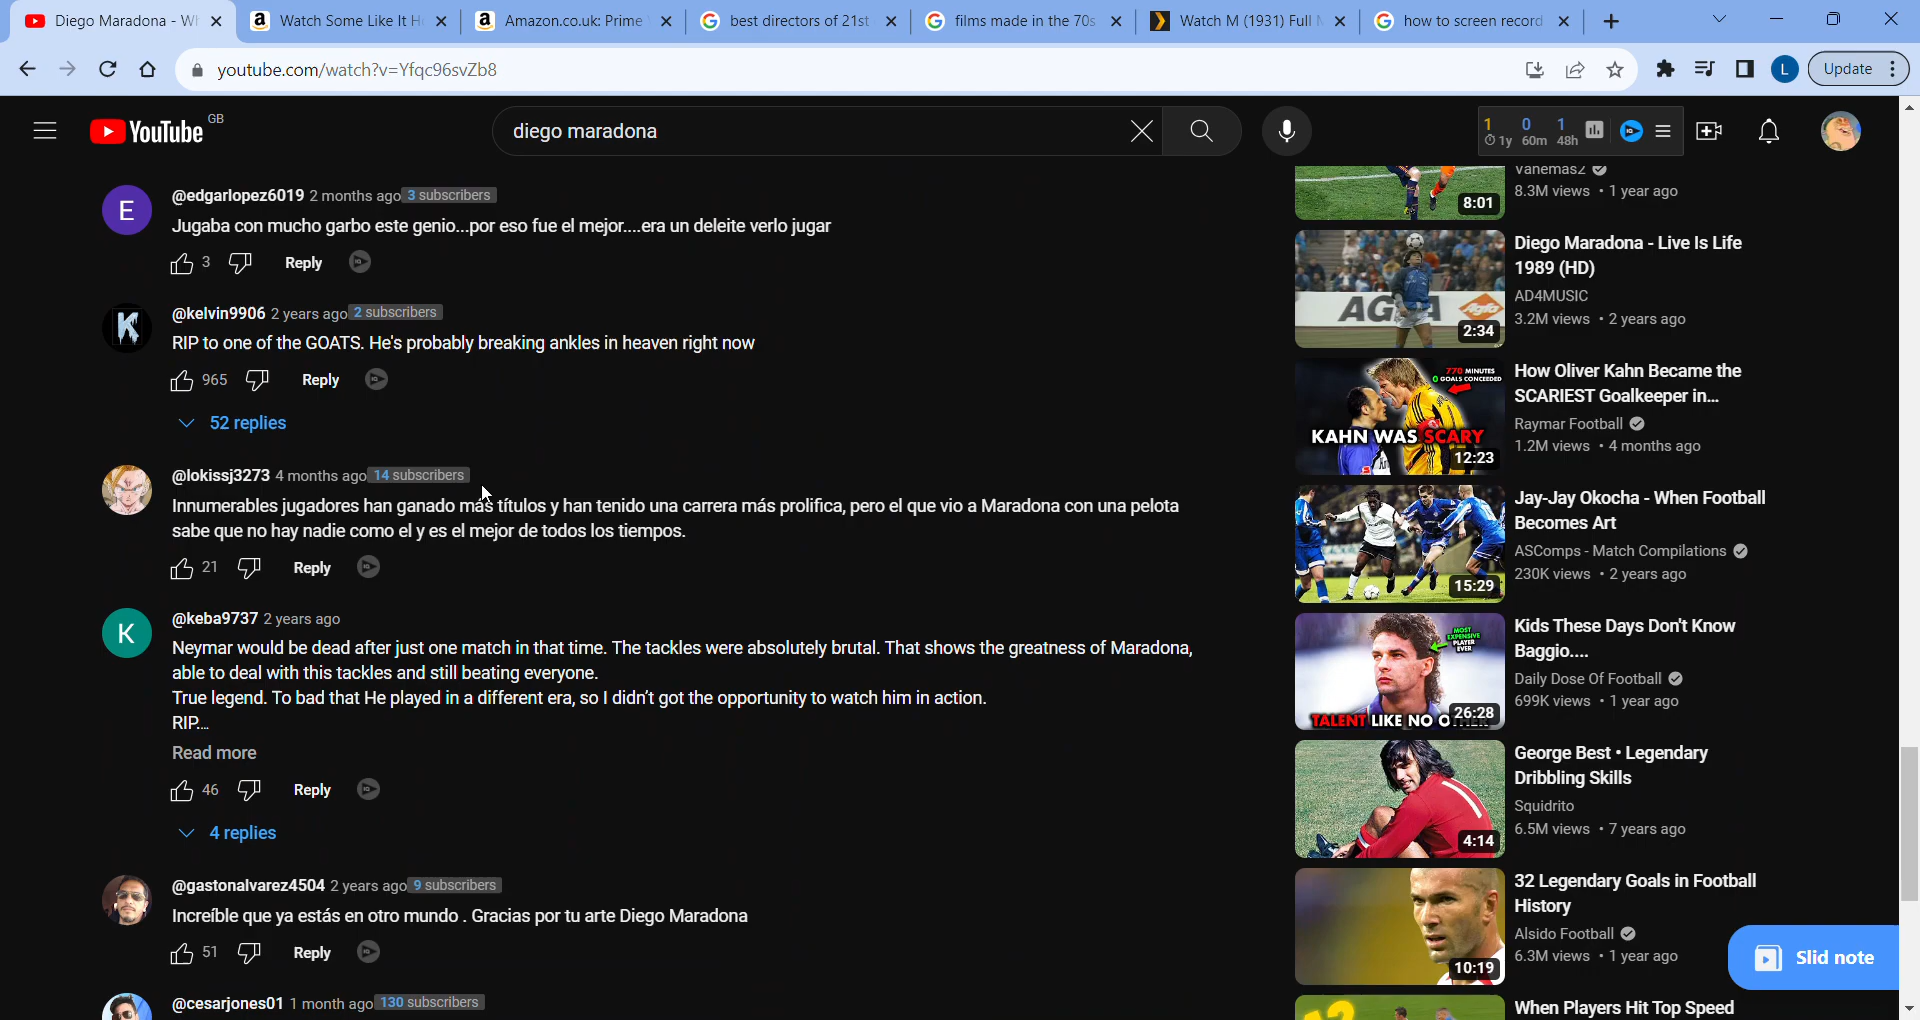 Diego Maradona - Wh
Watch Some Like It H
Amazon.co.uk: Prime
best directors of 21st
films made in the 70s
Watch M (1931) Full
how to screen record
youtube.com/watch?v=Yfqc96svZb8
L
Update
YouTube GB
diego maradona
1 0 1
1y 60m 48h
E
@edgarlopez6019 2 months ago 3 subscribers
Jugaba con mucho garbo este genio...por eso fue el mejor....era un deleite verlo jugar
3 Reply
K
@kelvin9906 2 years ago 2 subscribers
RIP to one of the GOATS. He's probably breaking ankles in heaven right now
965 Reply
52 replies
@lokissj3273 4 months ago 14 subscribers
Innumerables jugadores han ganado más títulos y han tenido una carrera más prolífica, pero el que vio a Maradona con una pelota
sabe que no hay nadie como el y es el mejor de todos los tiempos.
21 Reply
K
@keba9737 2 years ago
Neymar would be dead after just one match in that time. The tackles were absolutely brutal. That shows the greatness of Maradona,
able to deal with this tackles and still beating everyone.
True legend. To bad that He played in a different era, so I didn't got the opportunity to watch him in action.
RIP...
Read more
46 Reply
4 replies
@gastonalvarez4504 2 years ago 9 subscribers
Increíble que ya estás en otro mundo . Gracias por tu arte Diego Maradona
51 Reply
@cesarjones01 1 month ago 130 subscribers
8:01
vanemas2
8.3M views • 1 year ago
2:34
Diego Maradona - Live Is Life
1989 (HD)
AD4MUSIC
3.2M views • 2 years ago
770 MINUTES
0 GOALS CONCEEDED
KAHN WAS SCARY
12:23
How Oliver Kahn Became the
SCARIEST Goalkeeper in...
Raymar Football
1.2M views • 4 months ago
15:29
Jay-Jay Okocha - When Football
Becomes Art
ASComps - Match Compilations
230K views • 2 years ago
MOST
EXPENSIVE
PLAYER
EVER
TALENT LIKE NO
26:28
Kids These Days Don't Know
Baggio....
Daily Dose Of Football
699K views • 1 year ago
4:14
George Best • Legendary
Dribbling Skills
Squidrito
6.5M views • 7 years ago
10:19
32 Legendary Goals in Football
History
Alsido Football
6.3M views • 1 year ago
Slid note
When Players Hit Top Speed